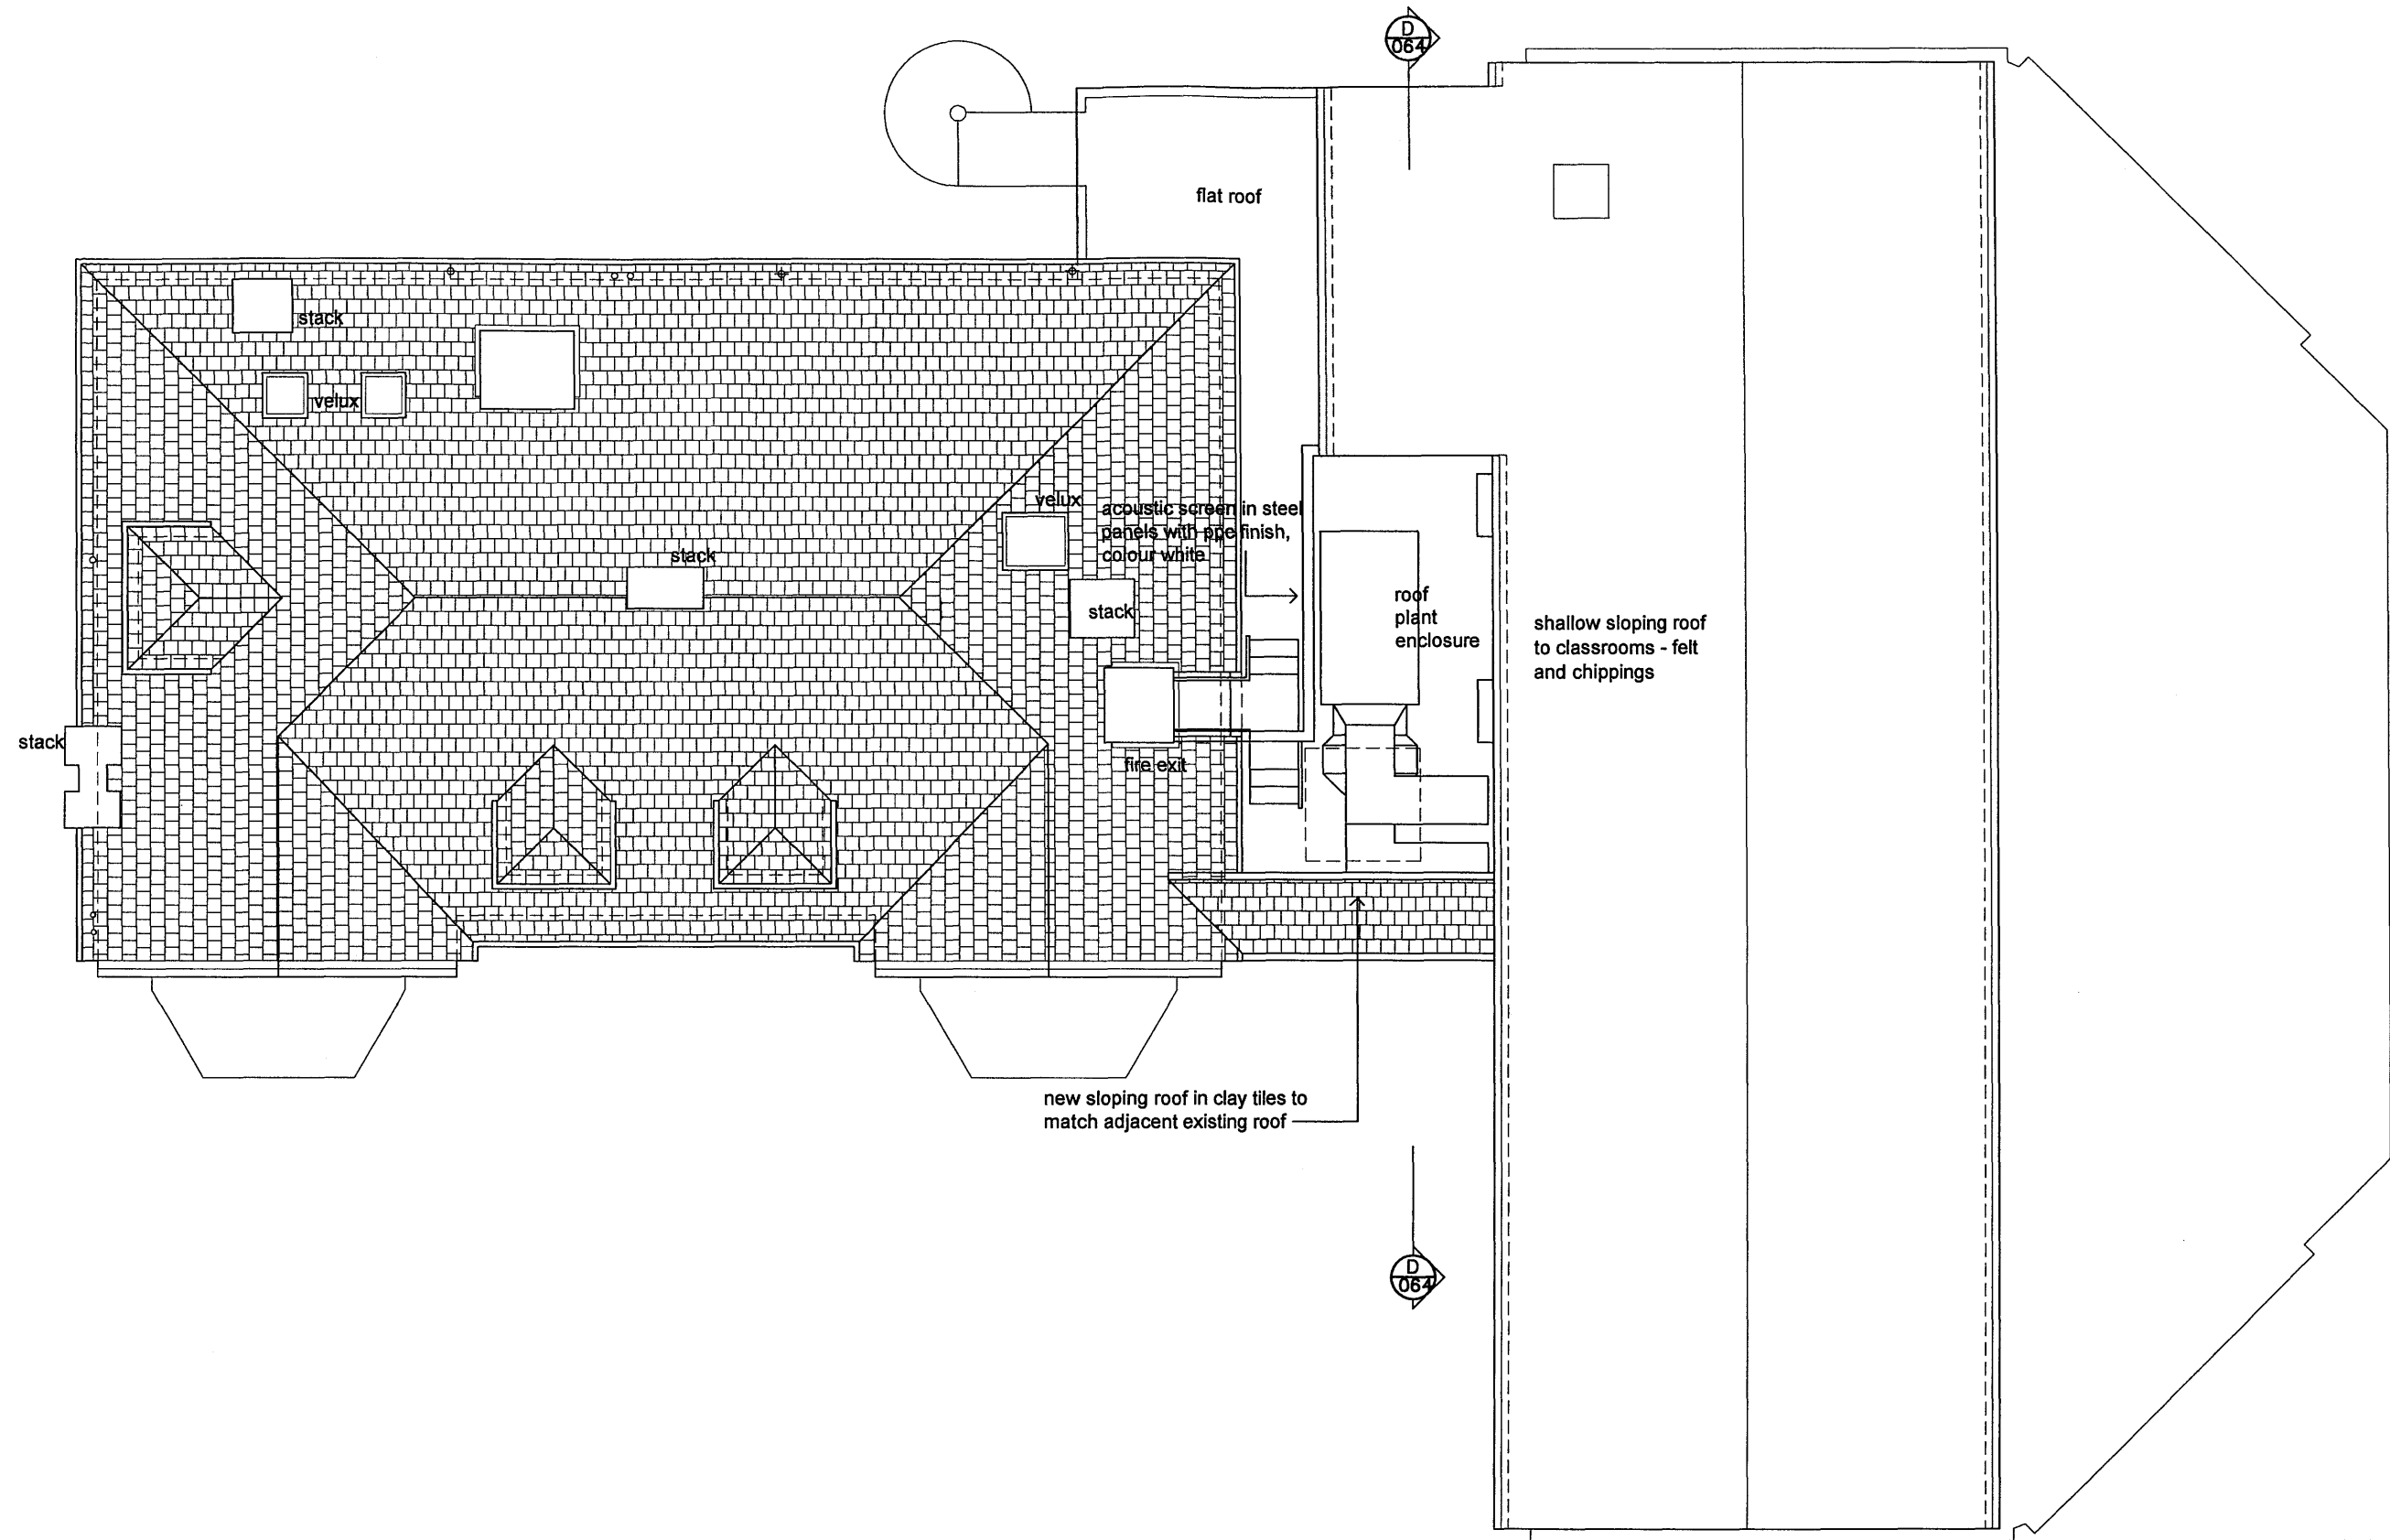 D
064
flat roof
stack
velux
velux
acoustic screen in steel
panels with ppc finish,
colour white
stack
stack
roof
plant
enclosure
shallow sloping roof
to classrooms - felt
and chippings
stack
fire exit
new sloping roof in clay tiles to
match adjacent existing roof
D
064